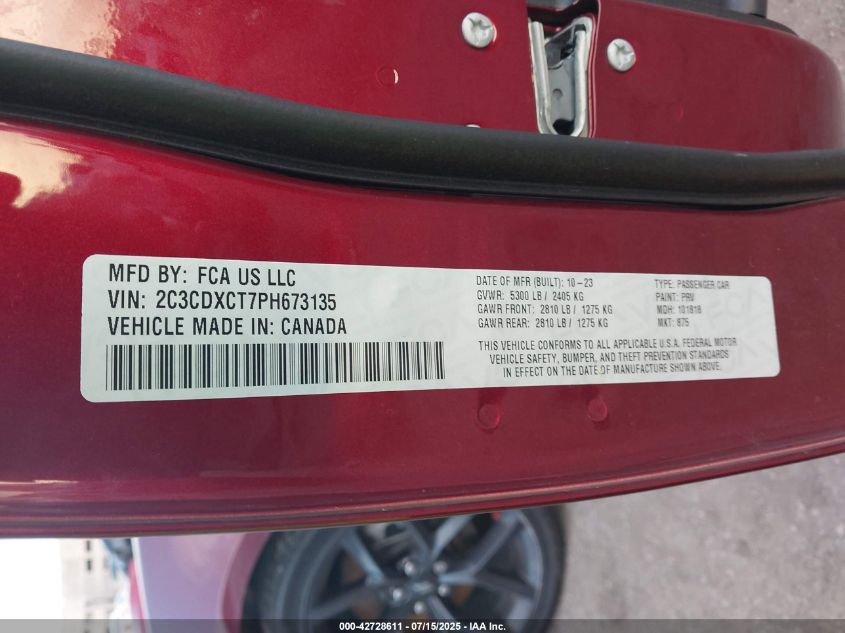 MFD BY: FCA US LLC
VIN: 2C3CDXCT7PH673135
VEHICLE MADE IN: CANADA
DATE OF MFR (BUILT): 10-23
GVWR: 5300 LB / 2405 KG
GAWR FRONT: 2810 LB / 1275 KG
GAWR REAR: 2810 LB / 1275 KG
TYPE: PASSENGER CAR
PAINT: PRV
MDH: 101818
MKT: 875
THIS VEHICLE CONFORMS TO ALL APPLICABLE U.S.A. FEDERAL MOTOR
VEHICLE SAFETY, BUMPER, AND THEFT PREVENTION STANDARDS
IN EFFECT ON THE DATE OF MANUFACTURE SHOWN ABOVE.
000-42728611 - 07/15/2025 - IAA Inc.